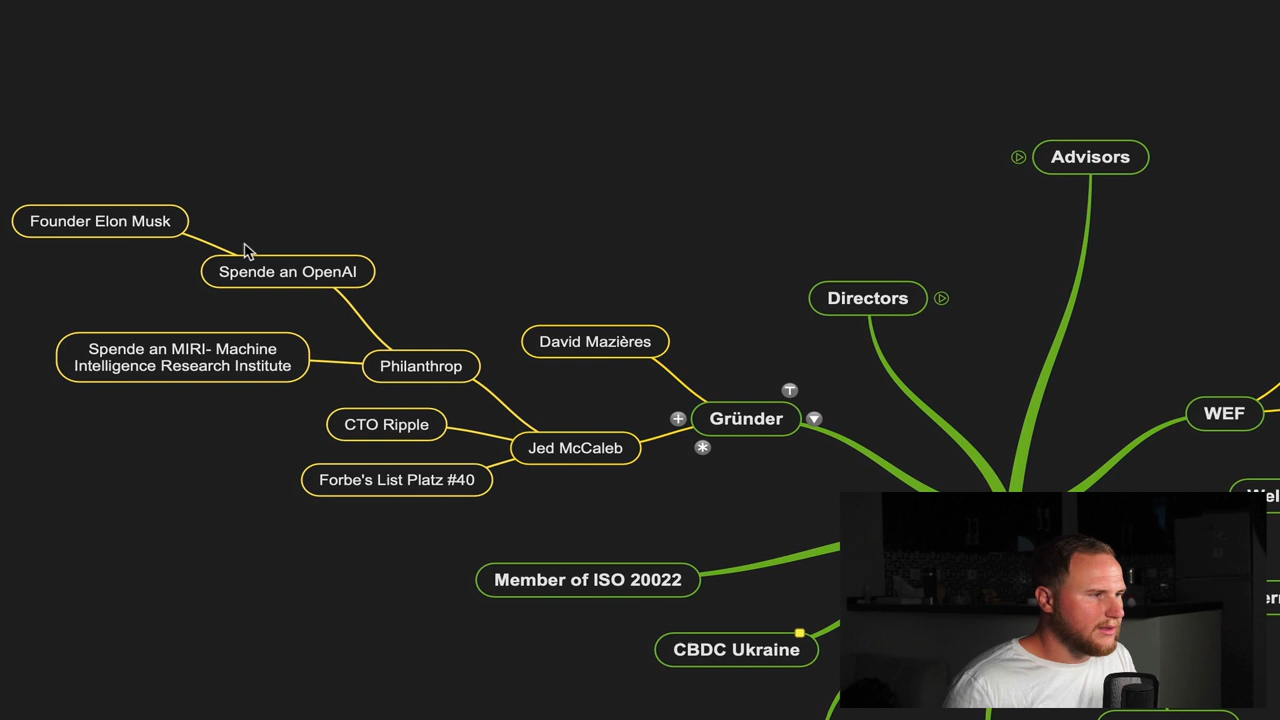 Advisors
Founder Elon Musk
Spende an OpenAI
Directors
David Mazières
Spende an MIRI- Machine
Intelligence Research Institute
Philanthrop
WEF
Gründer
CTO Ripple
Jed McCaleb
Forbe's List Platz #40
Member of ISO 20022
CBDC Ukraine